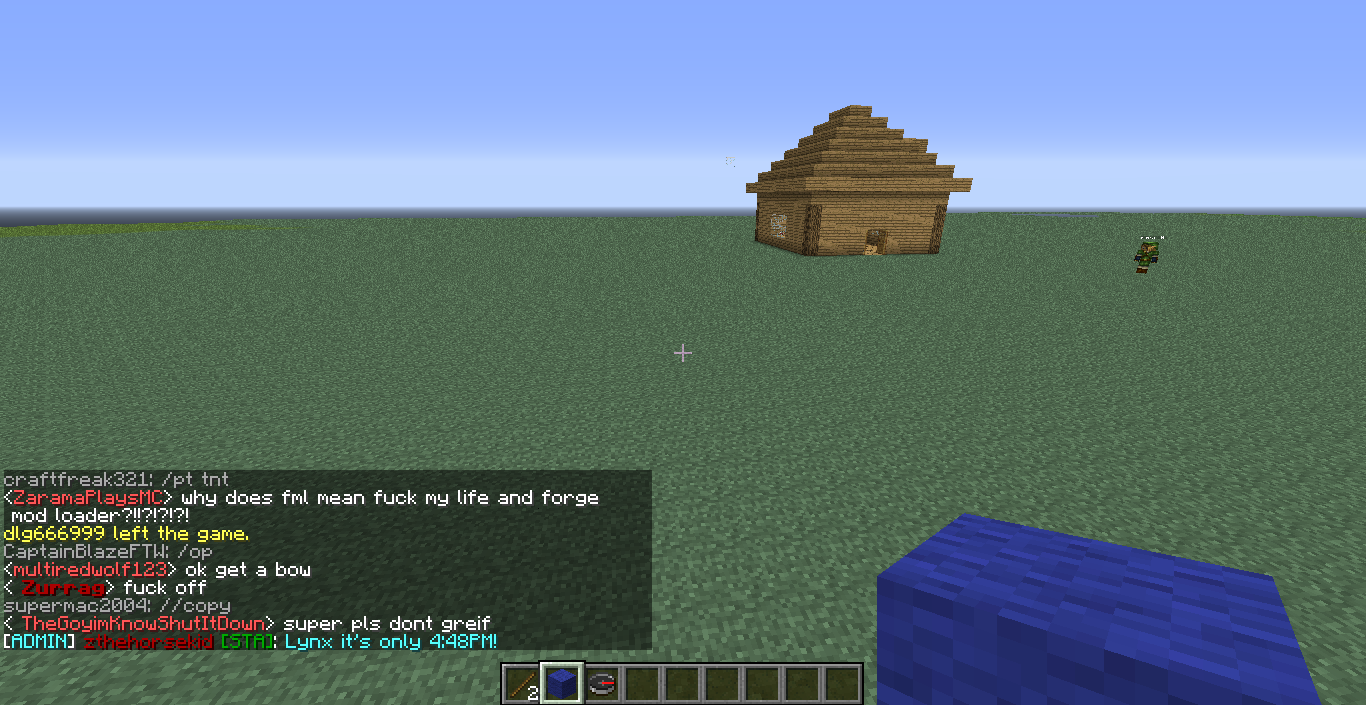 craftfreak321: /pt tnt
<ZaramaPlaysMC> why does fml mean fuck my life and forge
mod loader?!!?!?!?!
dlg666999 left the game.
CaptainBlazeFTW: /op
<multiredwolf123> ok get a bow
< Zurrag> fuck off
supermac2004: //copy
< TheGoyimKnowShutItDown> super pls dont greif
[ADMIN] zthehorsekid [STA]: Lynx it's only 4:48PM!
2